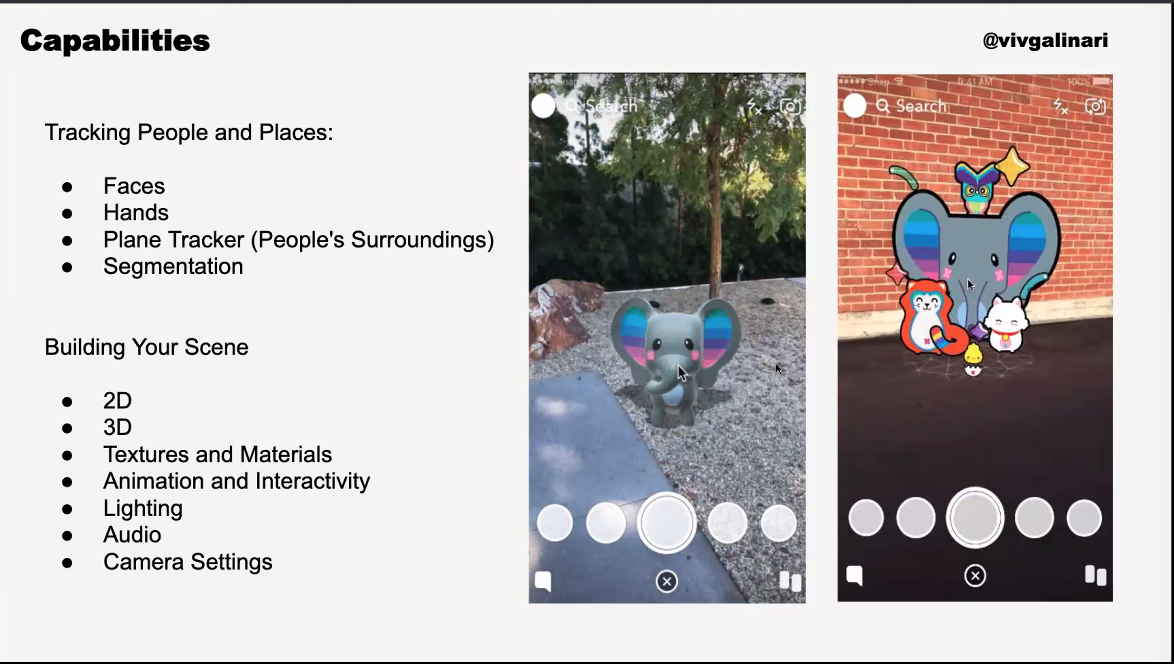 Capabilities
@vivgalinari
Tracking People and Places:
● Faces
● Hands
● Plane Tracker (People's Surroundings)
● Segmentation
Building Your Scene
● 2D
● 3D
● Textures and Materials
● Animation and Interactivity
● Lighting
● Audio
● Camera Settings
Search
Snap 9:41 AM 100%
Search